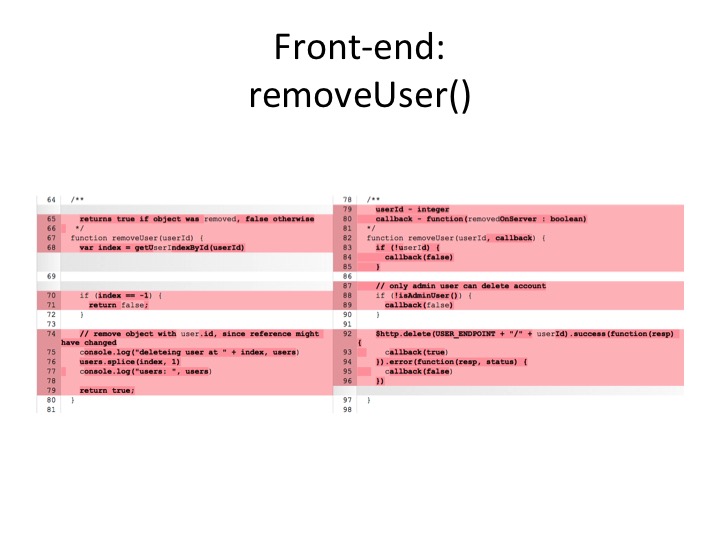 Front-end:
removeUser()
64 /**
65 returns true if object was removed, false otherwise
66 */
67 function removeUser(userId) {
68 var index = getUserIndexById(userId)
69
70 if (index == -1) {
71 return false;
72 }
73
74 // remove object with user.id, since reference might
have changed
75 console.log("deleteing user at " + index, users)
76 users.splice(index, 1)
77 console.log("users: ", users)
78
79 return true;
80 }
81
78 /**
79 userId - integer
80 callback - function(removedOnServer : boolean)
81 */
82 function removeUser(userId, callback) {
83 if (!userId) {
84 callback(false)
85 }
86
87 // only admin user can delete account
88 if (!isAdminUser()) {
89 callback(false)
90 }
91
92 $http.delete(USER_ENDPOINT + "/" + userId).success(function(resp)
{
93 callback(true)
94 }).error(function(resp, status) {
95 callback(false)
96 })
97 }
98